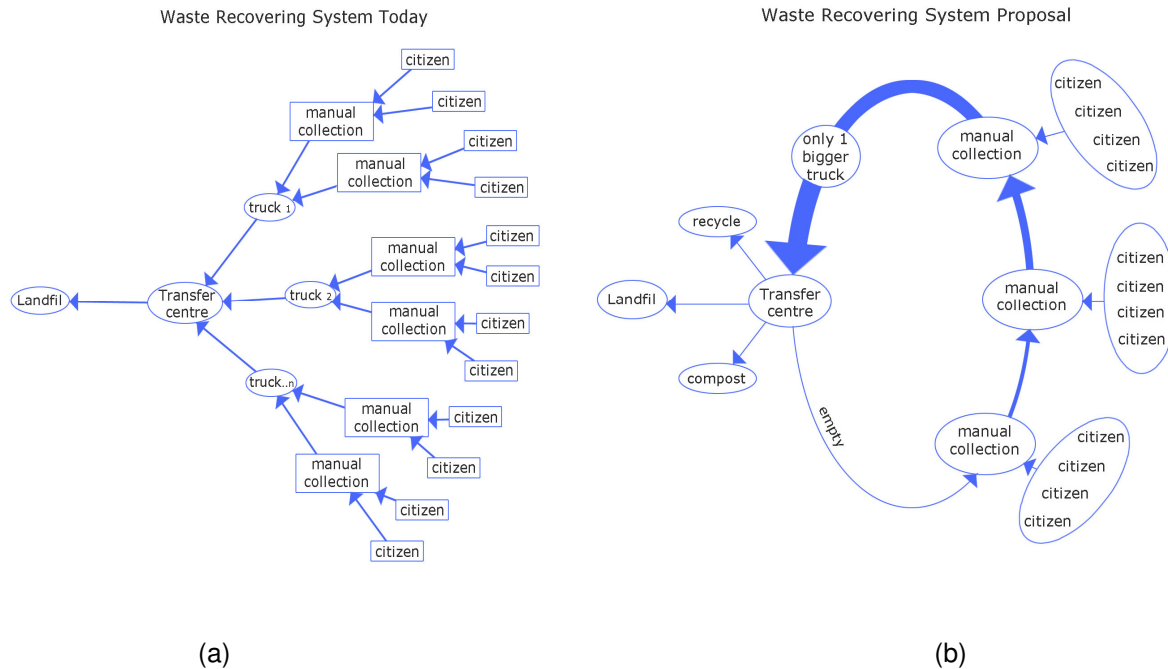 Waste Recovering System Today
citizen
citizen
manual
collection
citizen
manual
collection
citizen
truck 1
citizen
manual
collection
citizen
truck 2
Landfil
Transfer
centre
manual
collection
citizen
citizen
truck..n
manual
collection
citizen
citizen
manual
collection
citizen
citizen
(a)
Waste Recovering System Proposal
only 1
bigger
truck
manual
collection
citizen
citizen
citizen
citizen
recycle
Landfil
Transfer
centre
compost
empty
manual
collection
citizen
citizen
citizen
citizen
manual
collection
citizen
citizen
citizen
citizen
(b)